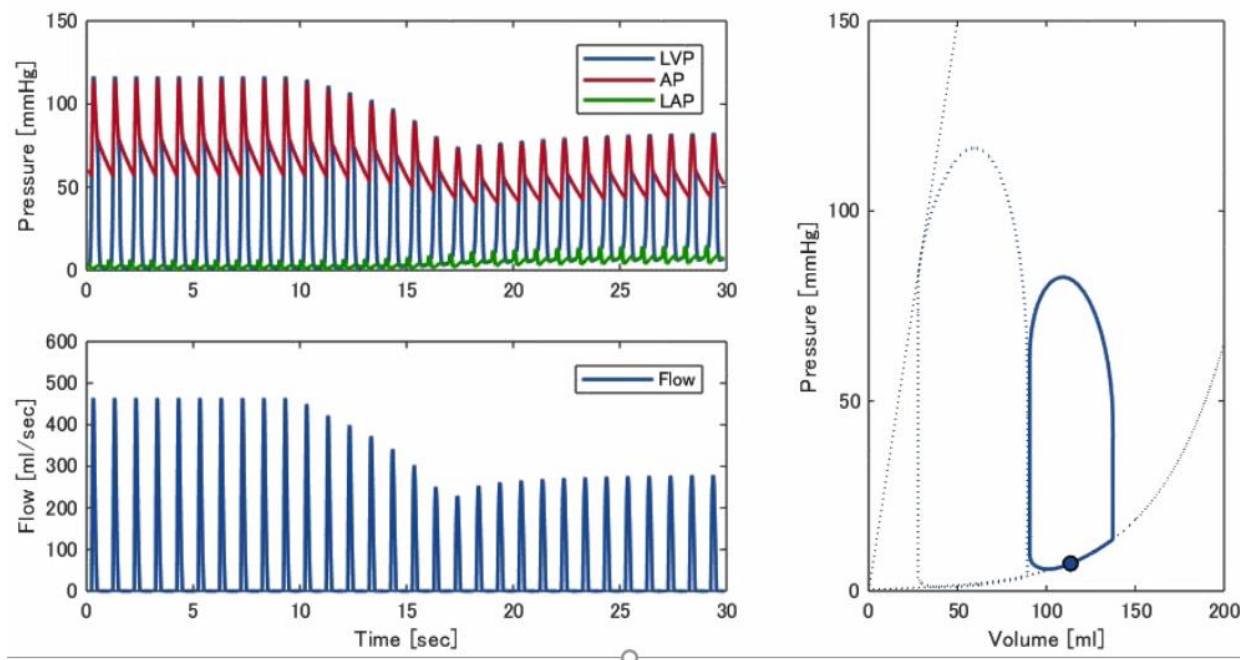 150
100
50
0
Pressure [mmHg]
LVP
AP
LAP
0 5 10 15 20 25 30
600
500
400
300
200
100
0
Flow [ml/sec]
Flow
0 5 10 15 20 25 30
Time [sec]
150
100
50
0
Pressure [mmHg]
0 50 100 150 200
Volume [ml]